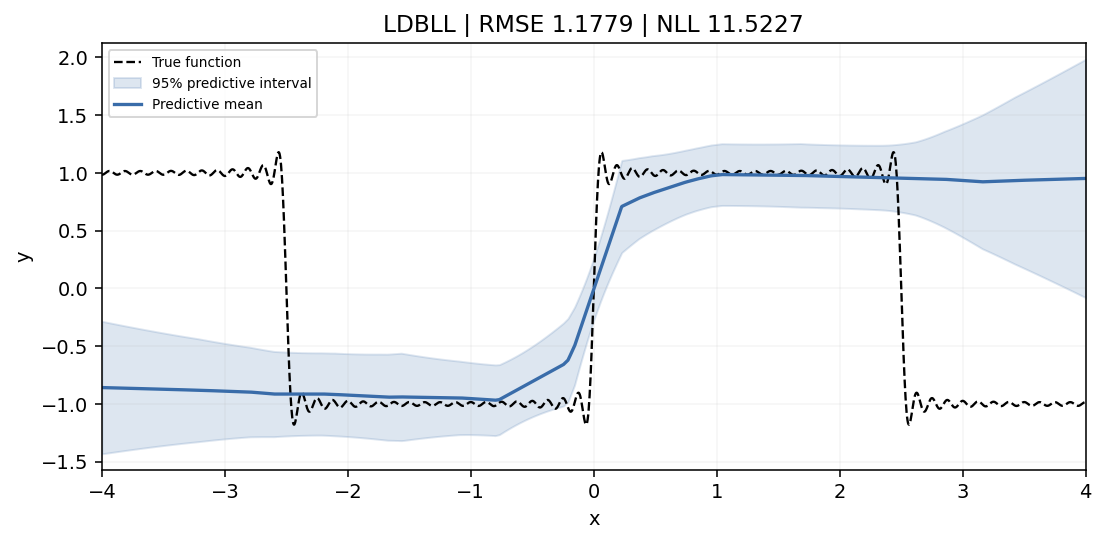 LDBLL | RMSE 1.1779 | NLL 11.5227
True function
95% predictive interval
Predictive mean
2.0
1.5
1.0
0.5
0.0
−0.5
−1.0
−1.5
y
−4 −3 −2 −1 0 1 2 3 4
x